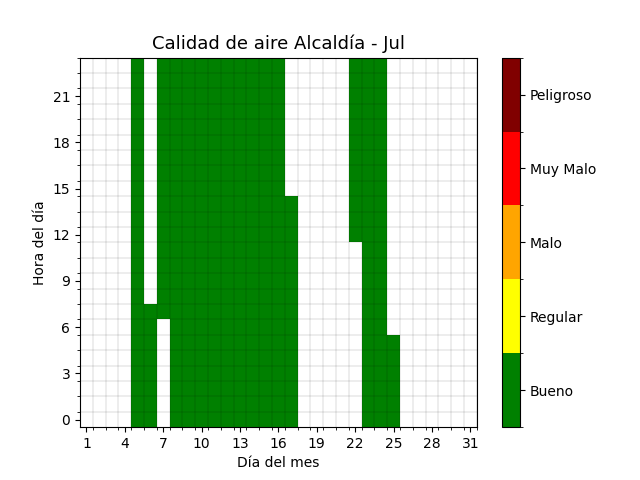 Calidad de aire Alcaldía - Jul
Hora del día
21
18
15
12
9
6
3
0
1 4 7 10 13 16 19 22 25 28 31
Día del mes
Peligroso
Muy Malo
Malo
Regular
Bueno